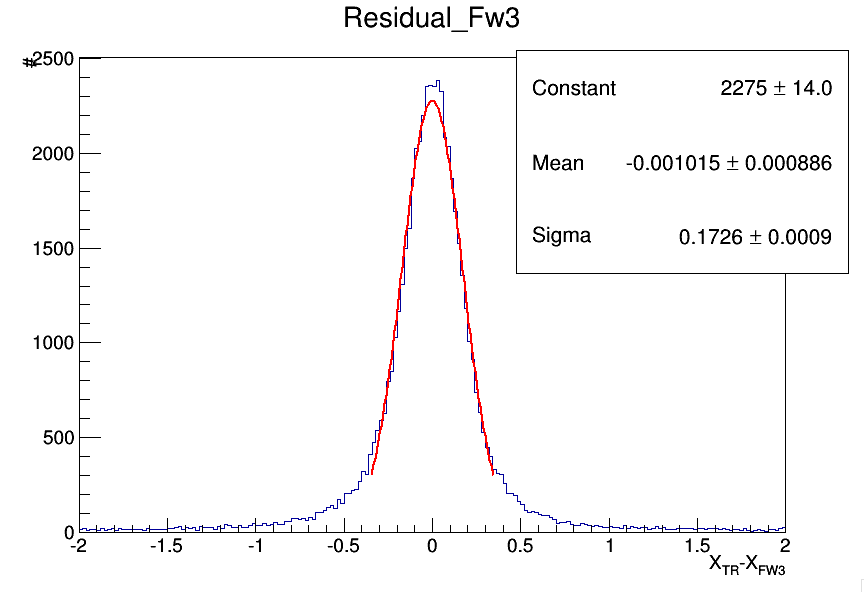 Residual_Fw3
#
2500
2000
1500
1000
500
0
Constant 2275 ± 14.0
Mean -0.001015 ± 0.000886
Sigma 0.1726 ± 0.0009
-2 -1.5 -1 -0.5 0 0.5 1 1.5 2
X_TR-X_FW3